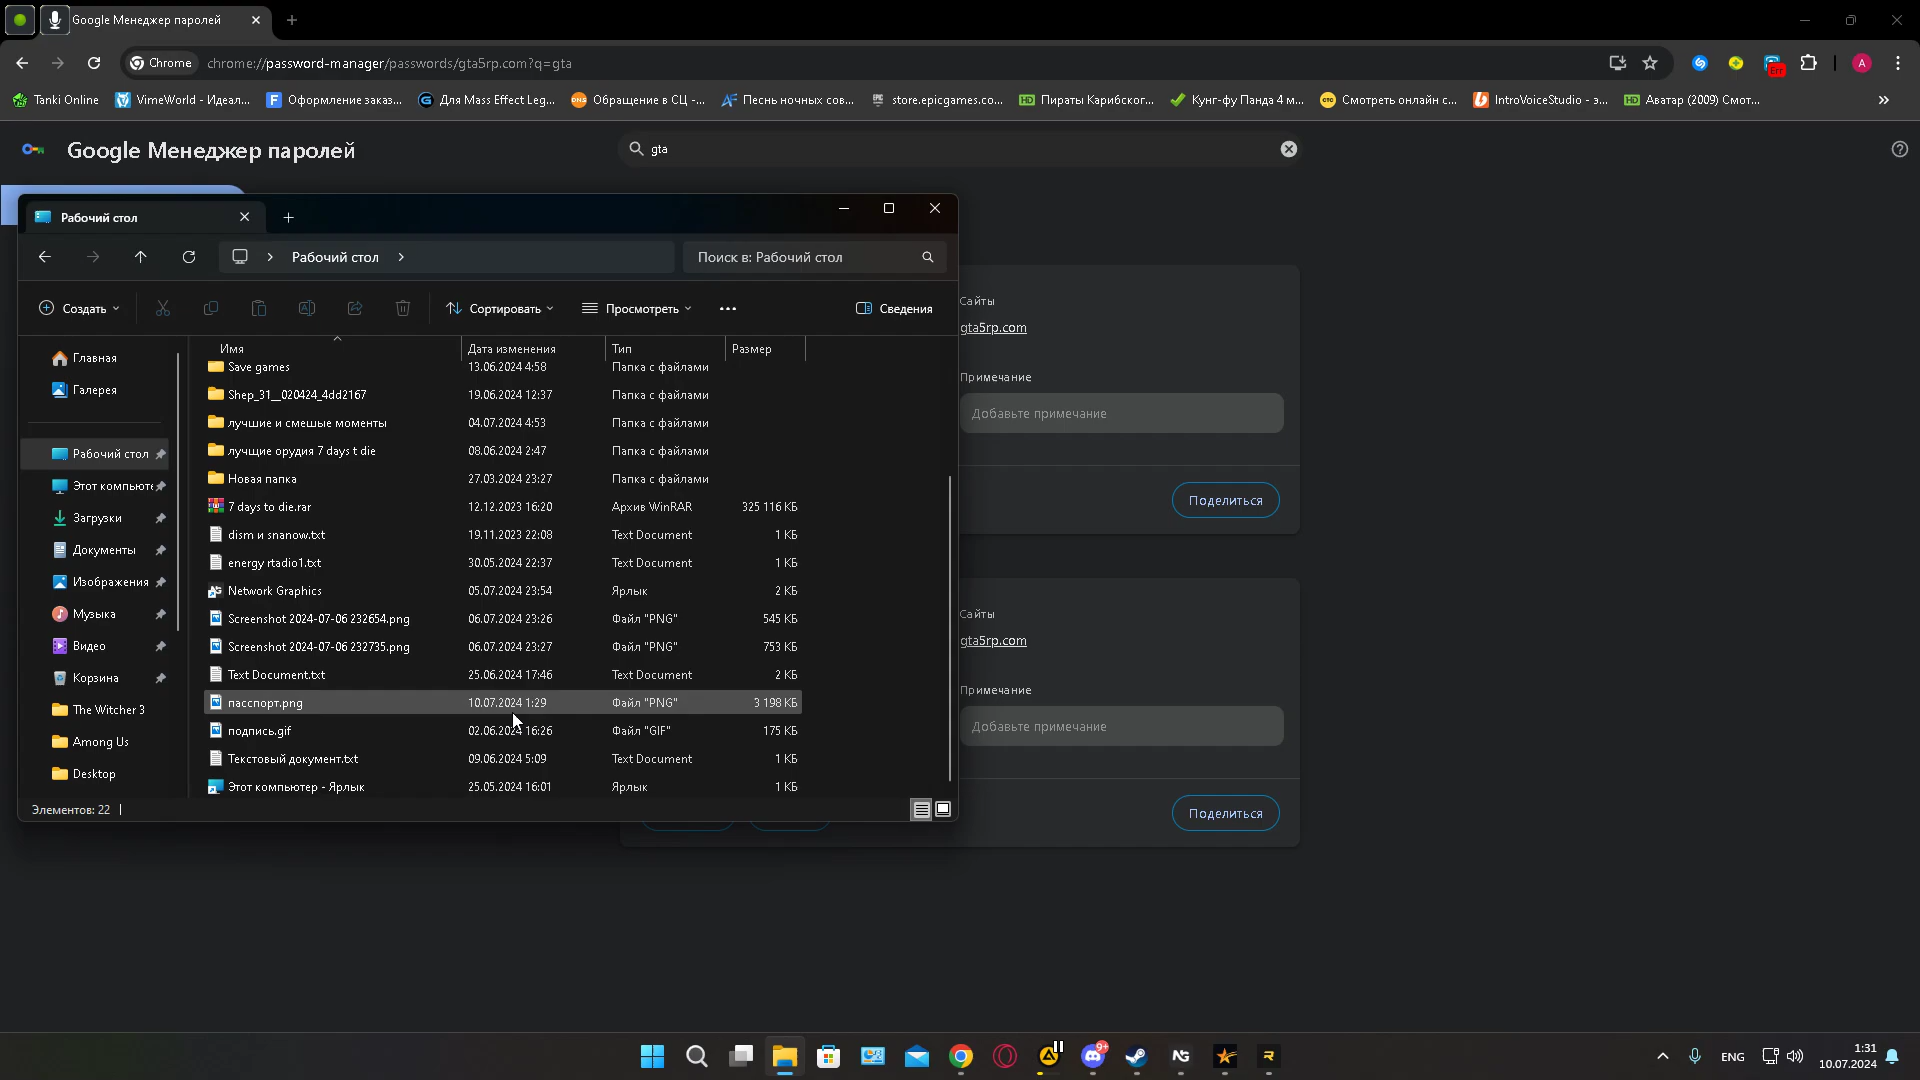 Google Менеджер паролей
Chrome
chrome://password-manager/passwords/gta5rp.com?q=gta
Err
A
Tanki Online
VimeWorld - Идеал...
Оформление заказ...
Для Mass Effect Leg...
Обращение в СЦ -...
Песнь ночных сов...
store.epicgames.co...
Пираты Карибског...
Кунг-фу Панда 4 м...
Смотреть онлайн с...
IntroVoiceStudio - э...
Аватар (2009) Смот...
Google Менеджер паролей
gta
Рабочий стол
Рабочий стол
Поиск в: Рабочий стол
Создать
Сортировать
Просмотреть
Сведения
Главная
Галерея
Рабочий стол
Этот компьюте
Загрузки
Документы
Изображения
Музыка
Видео
Корзина
The Witcher 3
Among Us
Desktop
Имя Дата изменения Тип Размер
Save games 13.06.2024 4:58 Папка с файлами
Shep_31__020424_4dd2167 19.06.2024 12:37 Папка с файлами
лучшие и смешые моменты 04.07.2024 4:53 Папка с файлами
лучщие орудия 7 days t die 08.06.2024 2:47 Папка с файлами
Новая папка 27.03.2024 23:27 Папка с файлами
7 days to die.rar 12.12.2023 16:20 Архив WinRAR 325 116 КБ
dism и snanow.txt 19.11.2023 22:08 Text Document 1 КБ
energy rtadio1.txt 30.05.2024 22:37 Text Document 1 КБ
Network Graphics 05.07.2024 23:54 Ярлык 2 КБ
Screenshot 2024-07-06 232654.png 06.07.2024 23:26 Файл "PNG" 545 КБ
Screenshot 2024-07-06 232735.png 06.07.2024 23:27 Файл "PNG" 753 КБ
Text Document.txt 25.06.2024 17:46 Text Document 2 КБ
пасспорт.png 10.07.2024 1:29 Файл "PNG" 3 198 КБ
подпись.gif 02.06.2024 16:26 Файл "GIF" 175 КБ
Текстовый документ.txt 09.06.2024 5:09 Text Document 1 КБ
Этот компьютер - Ярлык 25.05.2024 16:01 Ярлык 1 КБ
Элементов: 22
Сайты
gta5rp.com
Примечание
Добавьте примечание
Поделиться
Сайты
gta5rp.com
Примечание
Добавьте примечание
Поделиться
9+
ENG
1:31
10.07.2024